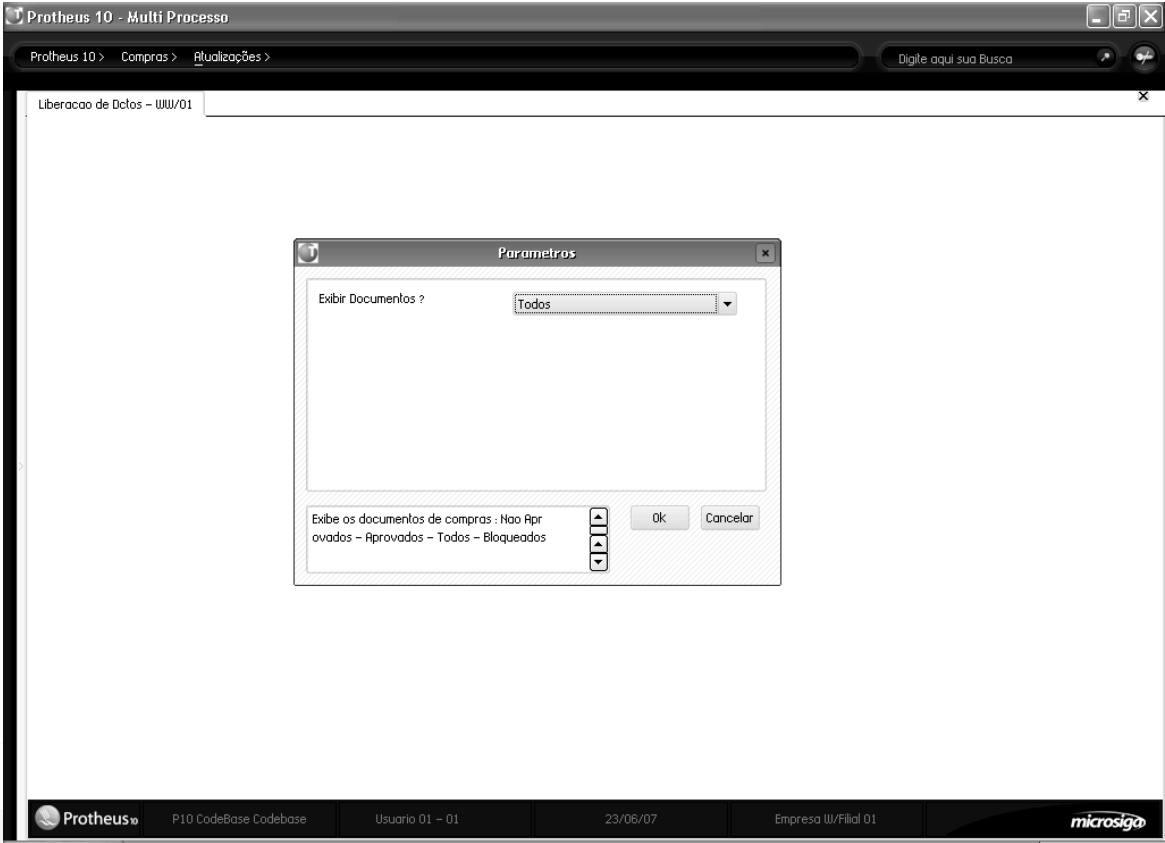 Protheus 10 - Multi Processo
Protheus 10 > Compras > Atualizações >
Digite aqui sua Busca
Liberacao de Dctos - WW/01
Parametros
Exibir Documentos ?
Todos
Exibe os documentos de compras : Nao Apr
ovados - Aprovados - Todos - Bloqueados
Ok
Cancelar
Protheus 10
P10 CodeBase Codebase
Usuario 01 - 01
23/06/07
Empresa W/Filial 01
microsiga